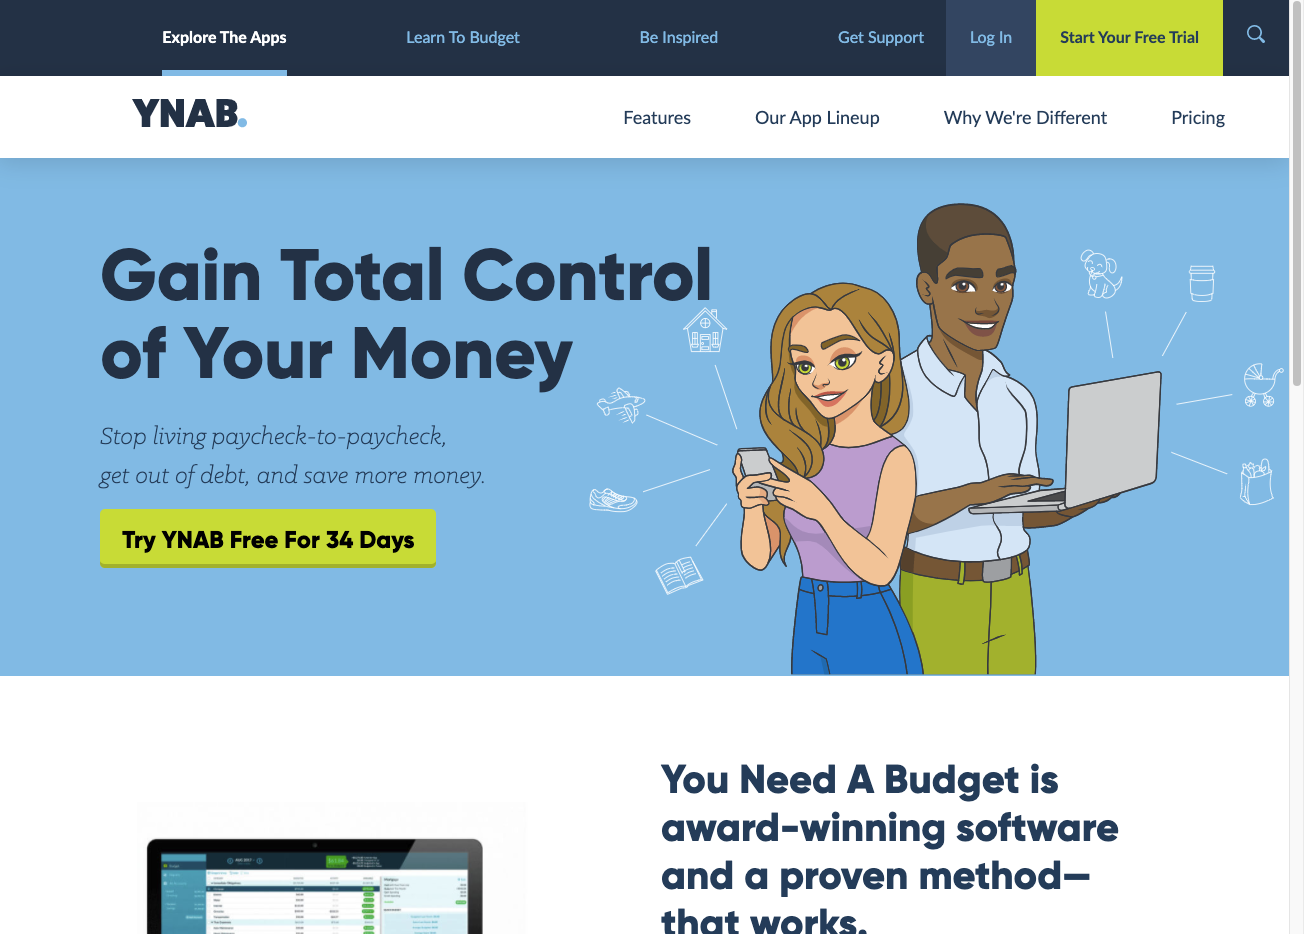 Explore The Apps
Learn To Budget
Be Inspired
Get Support
Log In
Start Your Free Trial
YNAB.
Features
Our App Lineup
Why We're Different
Pricing
Gain Total Control
of Your Money
Stop living paycheck-to-paycheck,
get out of debt, and save more money.
Try YNAB Free For 34 Days
You Need A Budget is
award-winning software
and a proven method—
that works.